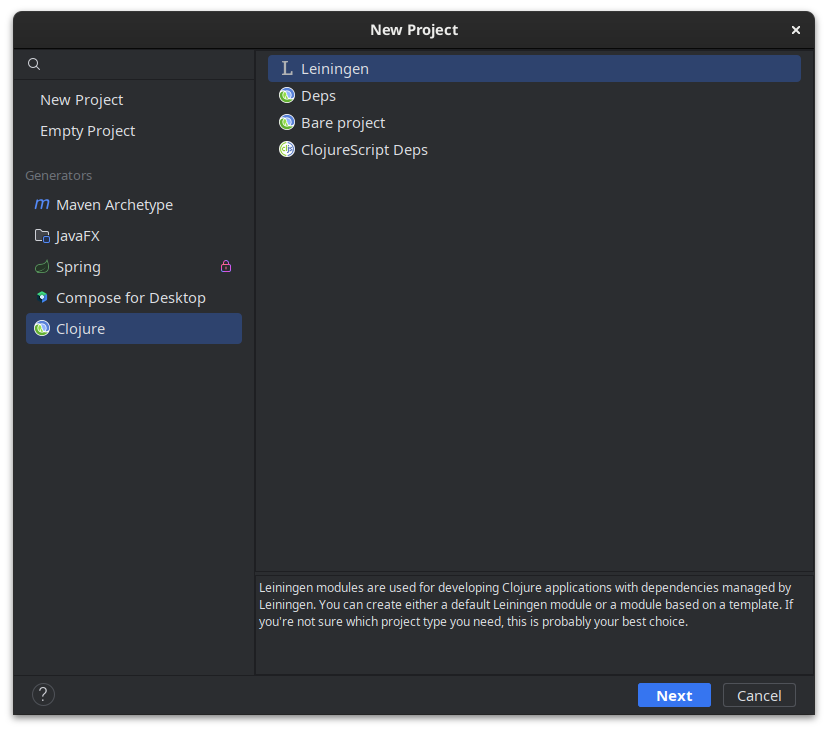 New Project
New Project
Empty Project
Generators
m Maven Archetype
JavaFX
Spring
Compose for Desktop
Clojure
L Leiningen
Deps
Bare project
cljs ClojureScript Deps
Leiningen modules are used for developing Clojure applications with dependencies managed by
Leiningen. You can create either a default Leiningen module or a module based on a template. If
you're not sure which project type you need, this is probably your best choice.
?
Next
Cancel